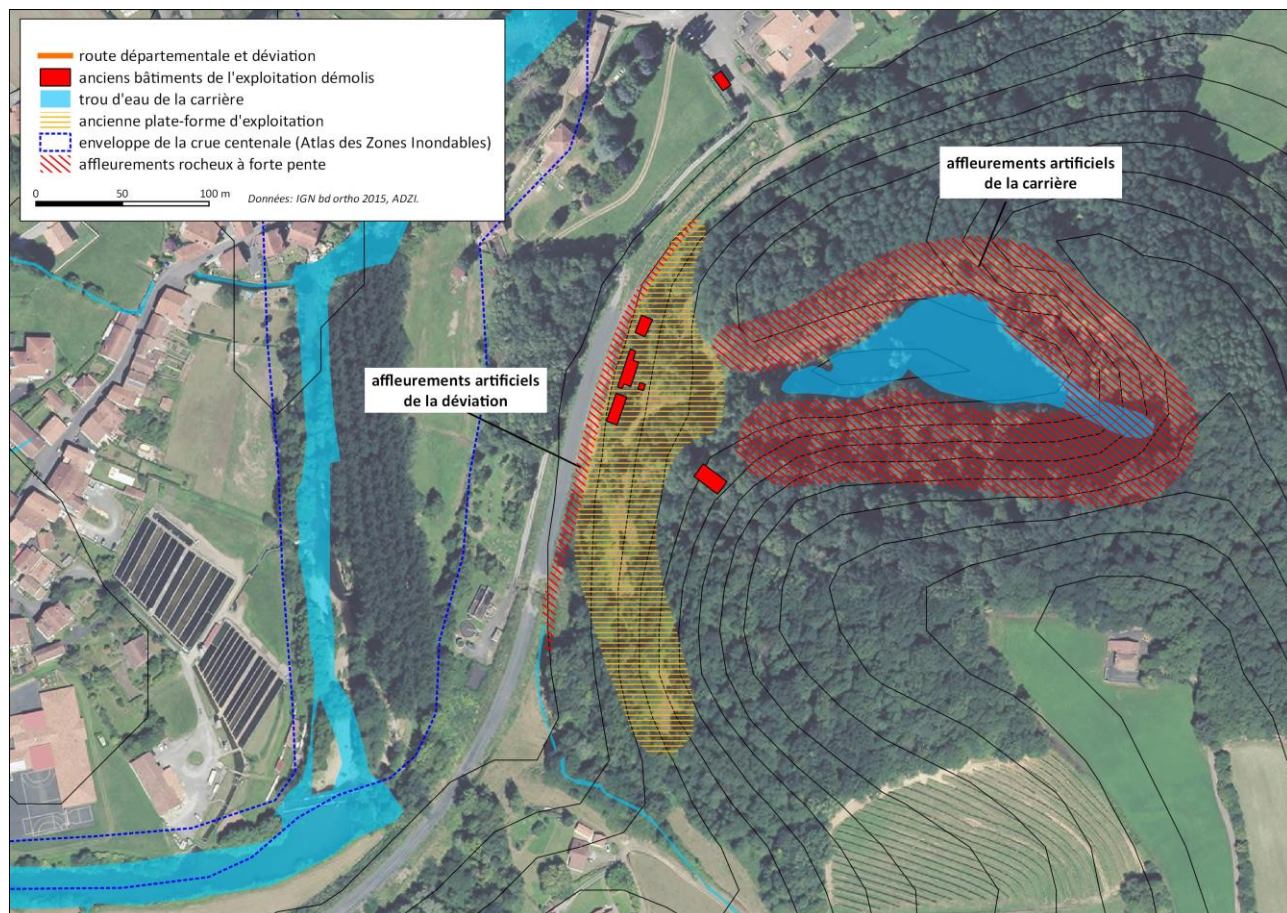 route départementale et déviation
anciens bâtiments de l'exploitation démolis
trou d'eau de la carrière
ancienne plate-forme d'exploitation
enveloppe de la crue centenale (Atlas des Zones Inondables)
affleurements rocheux à forte pente
0 50 100 m Données: IGN bd ortho 2015, ADZI.
affleurements artificiels
de la carrière
affleurements artificiels
de la déviation